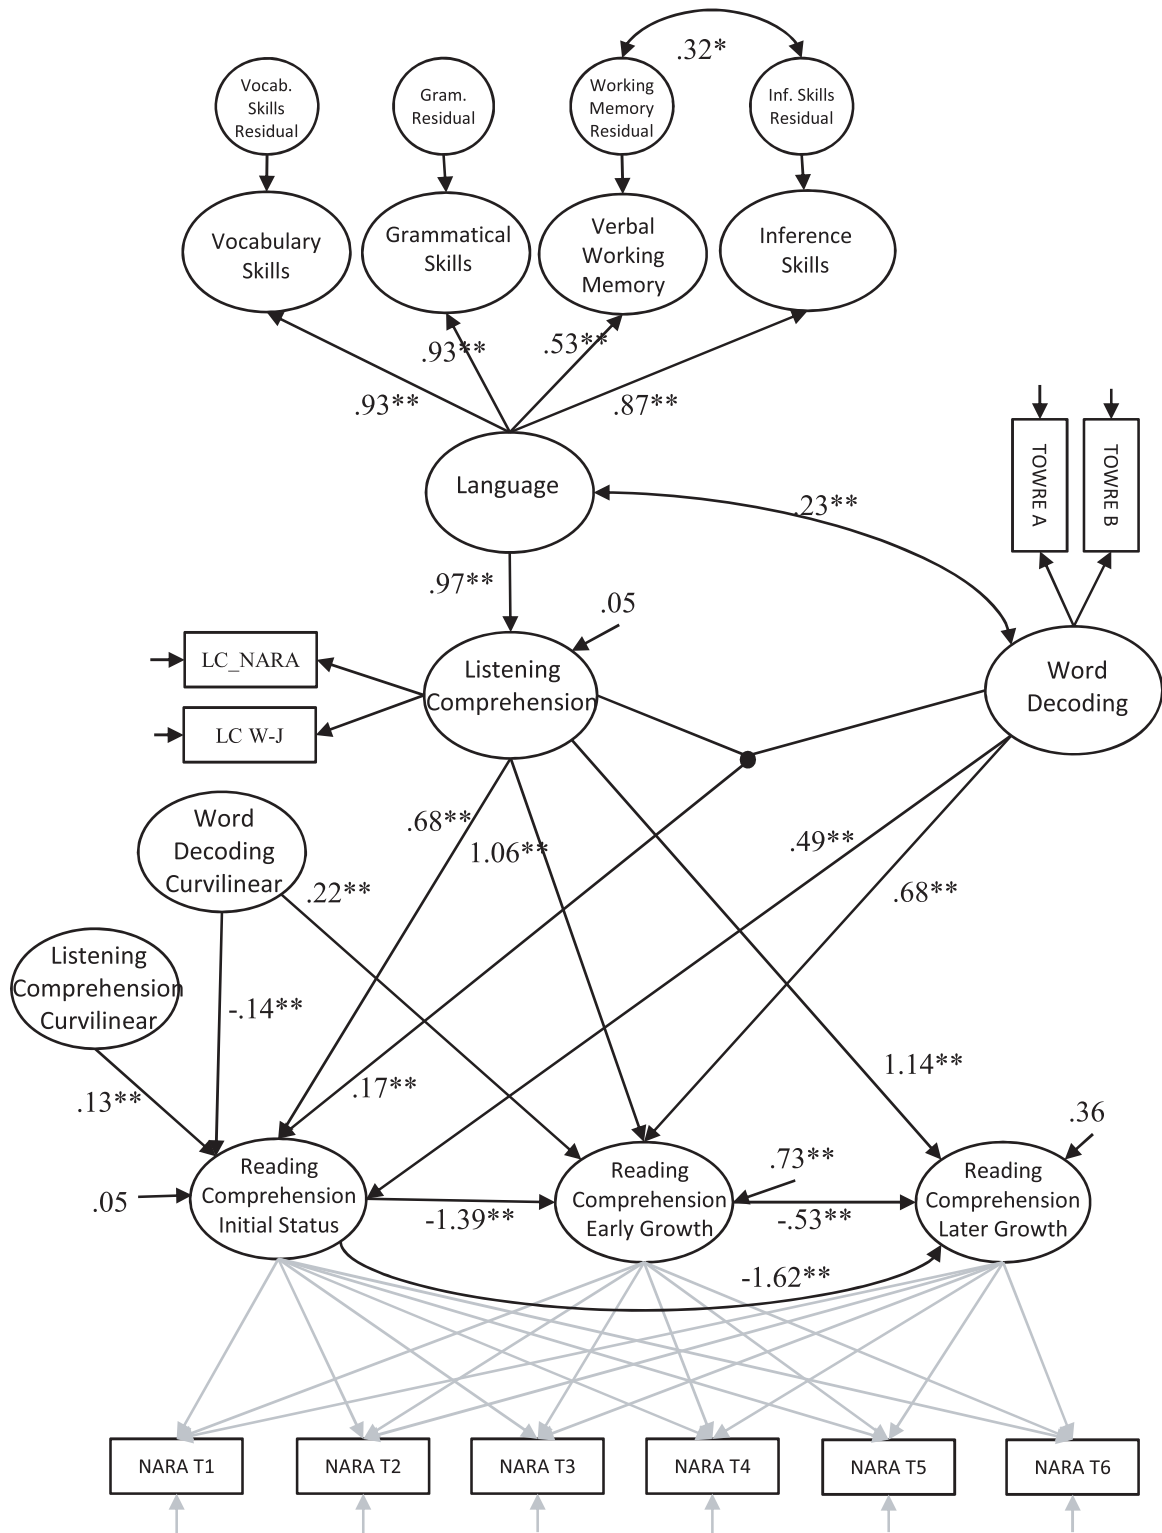 .32*
Vocab.
Skills
Residual
Gram.
Residual
Working
Memory
Residual
Inf. Skills
Residual
Vocabulary
Skills
Grammatical
Skills
Verbal
Working
Memory
Inference
Skills
.93**
.93**
.53**
.87**
Language
.23**
TOWRE A
TOWRE B
.97**
.05
LC_NARA
LC W-J
Listening
Comprehension
Word
Decoding
Word
Decoding
Curvilinear
.68**
1.06**
.49**
.22**
.68**
Listening
Comprehension
Curvilinear
-.14**
.13**
.17**
1.14**
.36
.05
Reading
Comprehension
Initial Status
-1.39**
Reading
Comprehension
Early Growth
.73**
-.53**
Reading
Comprehension
Later Growth
-1.62**
NARA T1
NARA T2
NARA T3
NARA T4
NARA T5
NARA T6